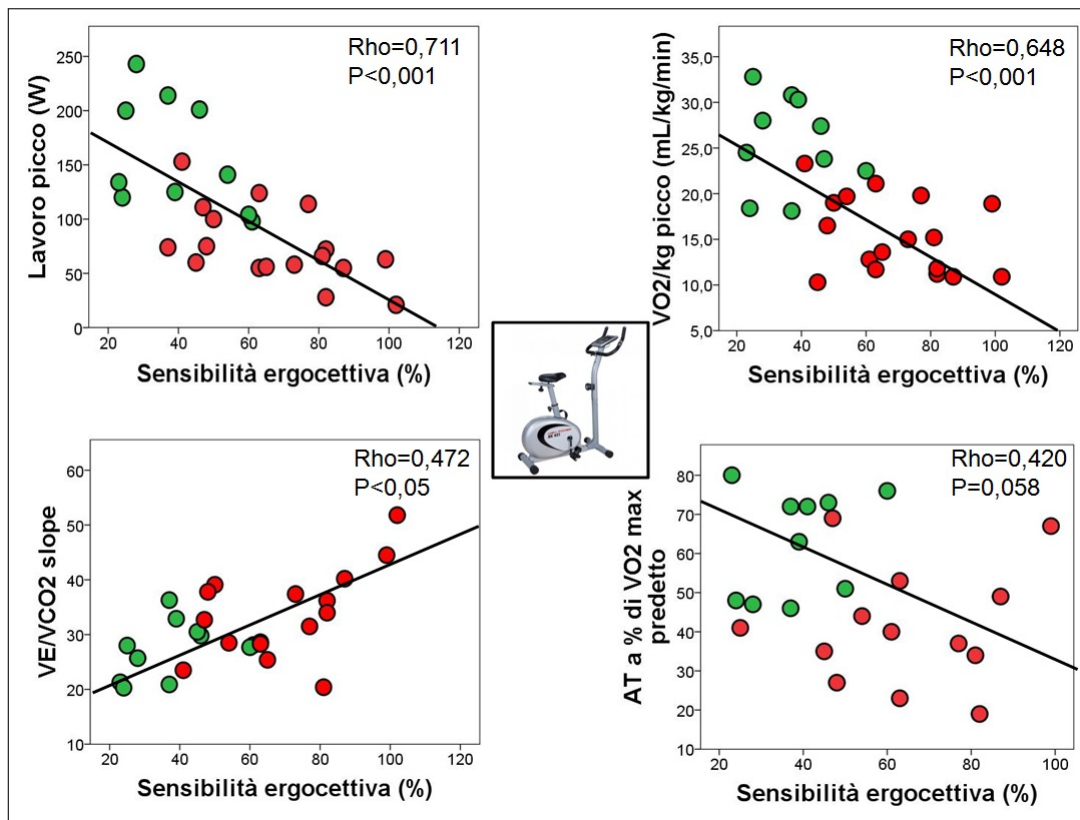 Rho=0,711
P<0,001
Lavoro picco (W)
250
200
150
100
50
0
20 40 60 80 100 120
Sensibilità ergocettiva (%)
Rho=0,648
P<0,001
VO2/kg picco (mL/kg/min)
35,0
30,0
25,0
20,0
15,0
10,0
5,0
20 40 60 80 100 120
Sensibilità ergocettiva (%)
Rho=0,472
P<0,05
VE/VCO2 slope
60
50
40
30
20
10
20 40 60 80 100 120
Sensibilità ergocettiva (%)
Rho=0,420
P=0,058
AT a % di VO2 max
predetto
80
70
60
50
40
30
20
10
20 40 60 80 100
Sensibilità ergocettiva (%)